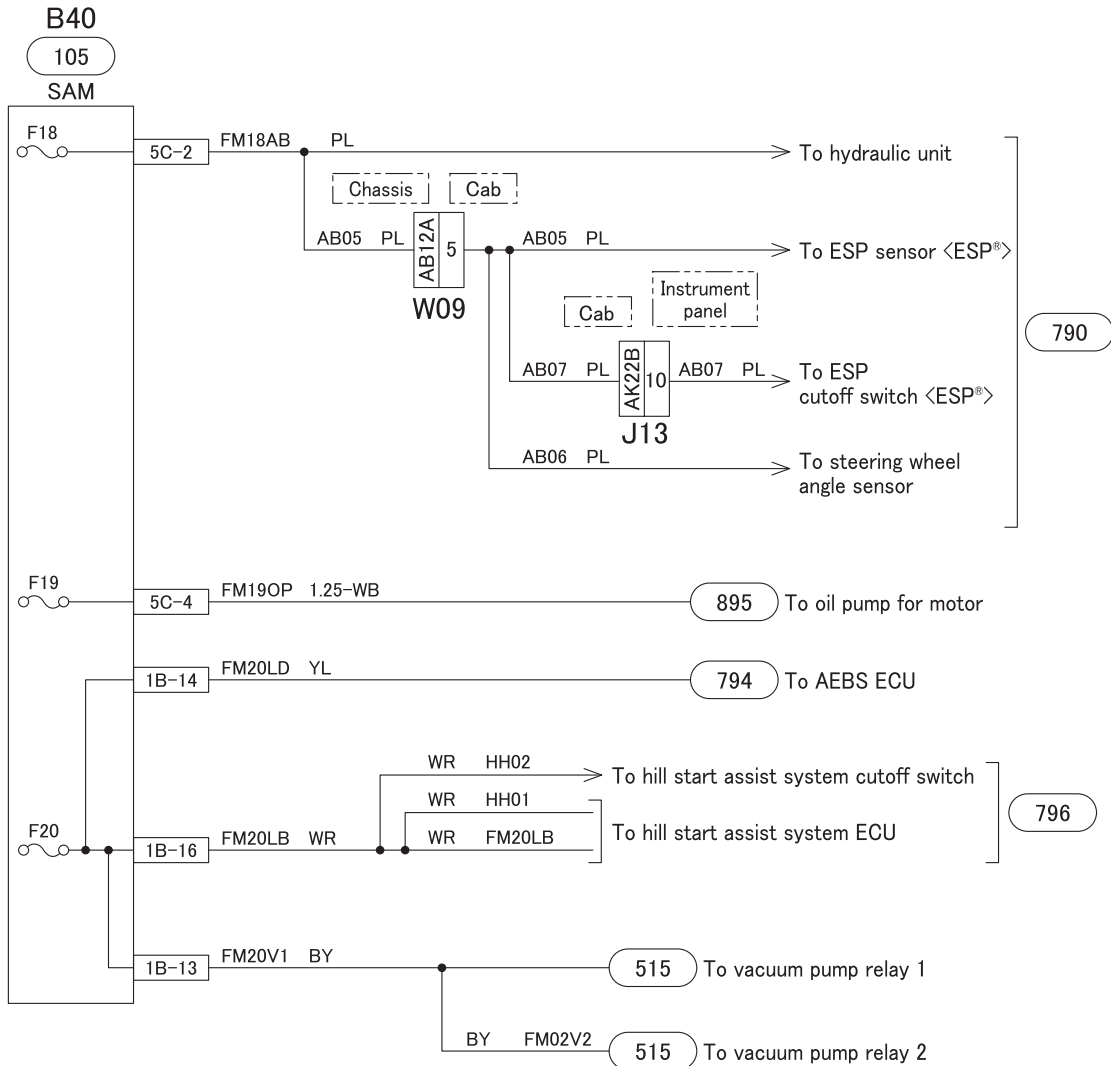 B40
105
SAM
F18
5C-2
FM18AB PL
To hydraulic unit
Chassis
Cab
AB05 PL
AB12A
5
W09
AB05 PL
To ESP sensor <ESP®>
Cab
Instrument
panel
AB07 PL
AK22B
10
J13
AB07 PL
To ESP
cutoff switch <ESP®>
AB06 PL
To steering wheel
angle sensor
790
F19
5C-4
FM19OP 1.25-WB
895
To oil pump for motor
1B-14
FM20LD YL
794
To AEBS ECU
WR HH02
To hill start assist system cutoff switch
WR HH01
F20
1B-16
FM20LB WR
WR FM20LB
To hill start assist system ECU
796
1B-13
FM20V1 BY
515
To vacuum pump relay 1
BY FM02V2
515
To vacuum pump relay 2